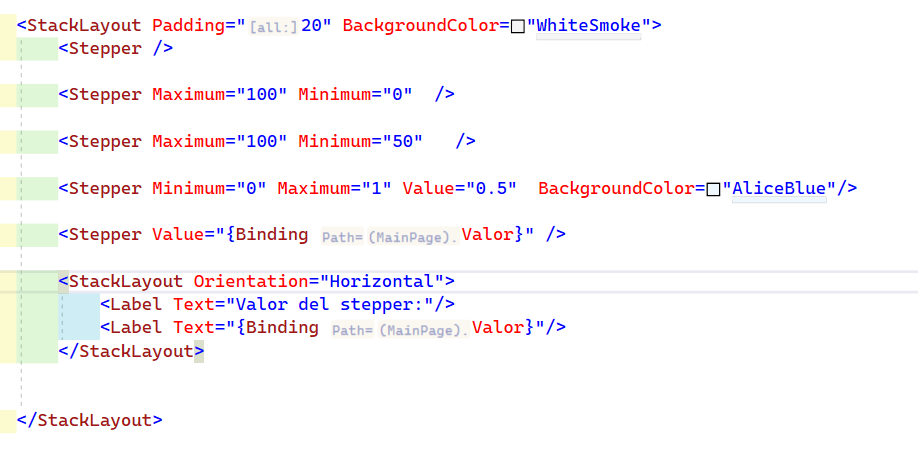 <StackLayout Padding="[all:]20" BackgroundColor="WhiteSmoke">
<Stepper />
<Stepper Maximum="100" Minimum="0"  />
<Stepper Maximum="100" Minimum="50"   />
<Stepper Minimum="0" Maximum="1" Value="0.5"  BackgroundColor="AliceBlue"/>
<Stepper Value="{Binding Path=(MainPage).Valor}" />
<StackLayout Orientation="Horizontal">
<Label Text="Valor del stepper:"/>
<Label Text="{Binding Path=(MainPage).Valor}"/>
</StackLayout>
</StackLayout>